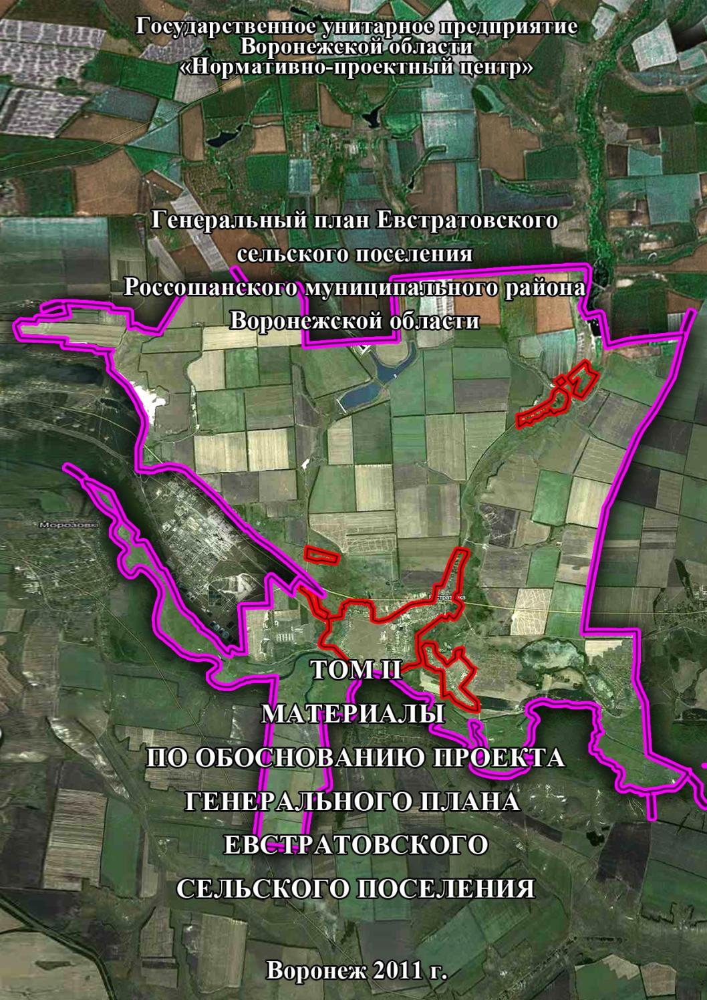 Государственное унитарное предприятие
Воронежской области
«Нормативно-проектный центр»
Генеральный план Евстратовского
сельского поселения
Россошанского муниципального района
Воронежской области
Морозовка
Евстратовка
ТОМ II
МАТЕРИАЛЫ
ПО ОБОСНОВАНИЮ ПРОЕКТА
ГЕНЕРАЛЬНОГО ПЛАНА
ЕВСТРАТОВСКОГО
СЕЛЬСКОГО ПОСЕЛЕНИЯ
Воронеж 2011 г.